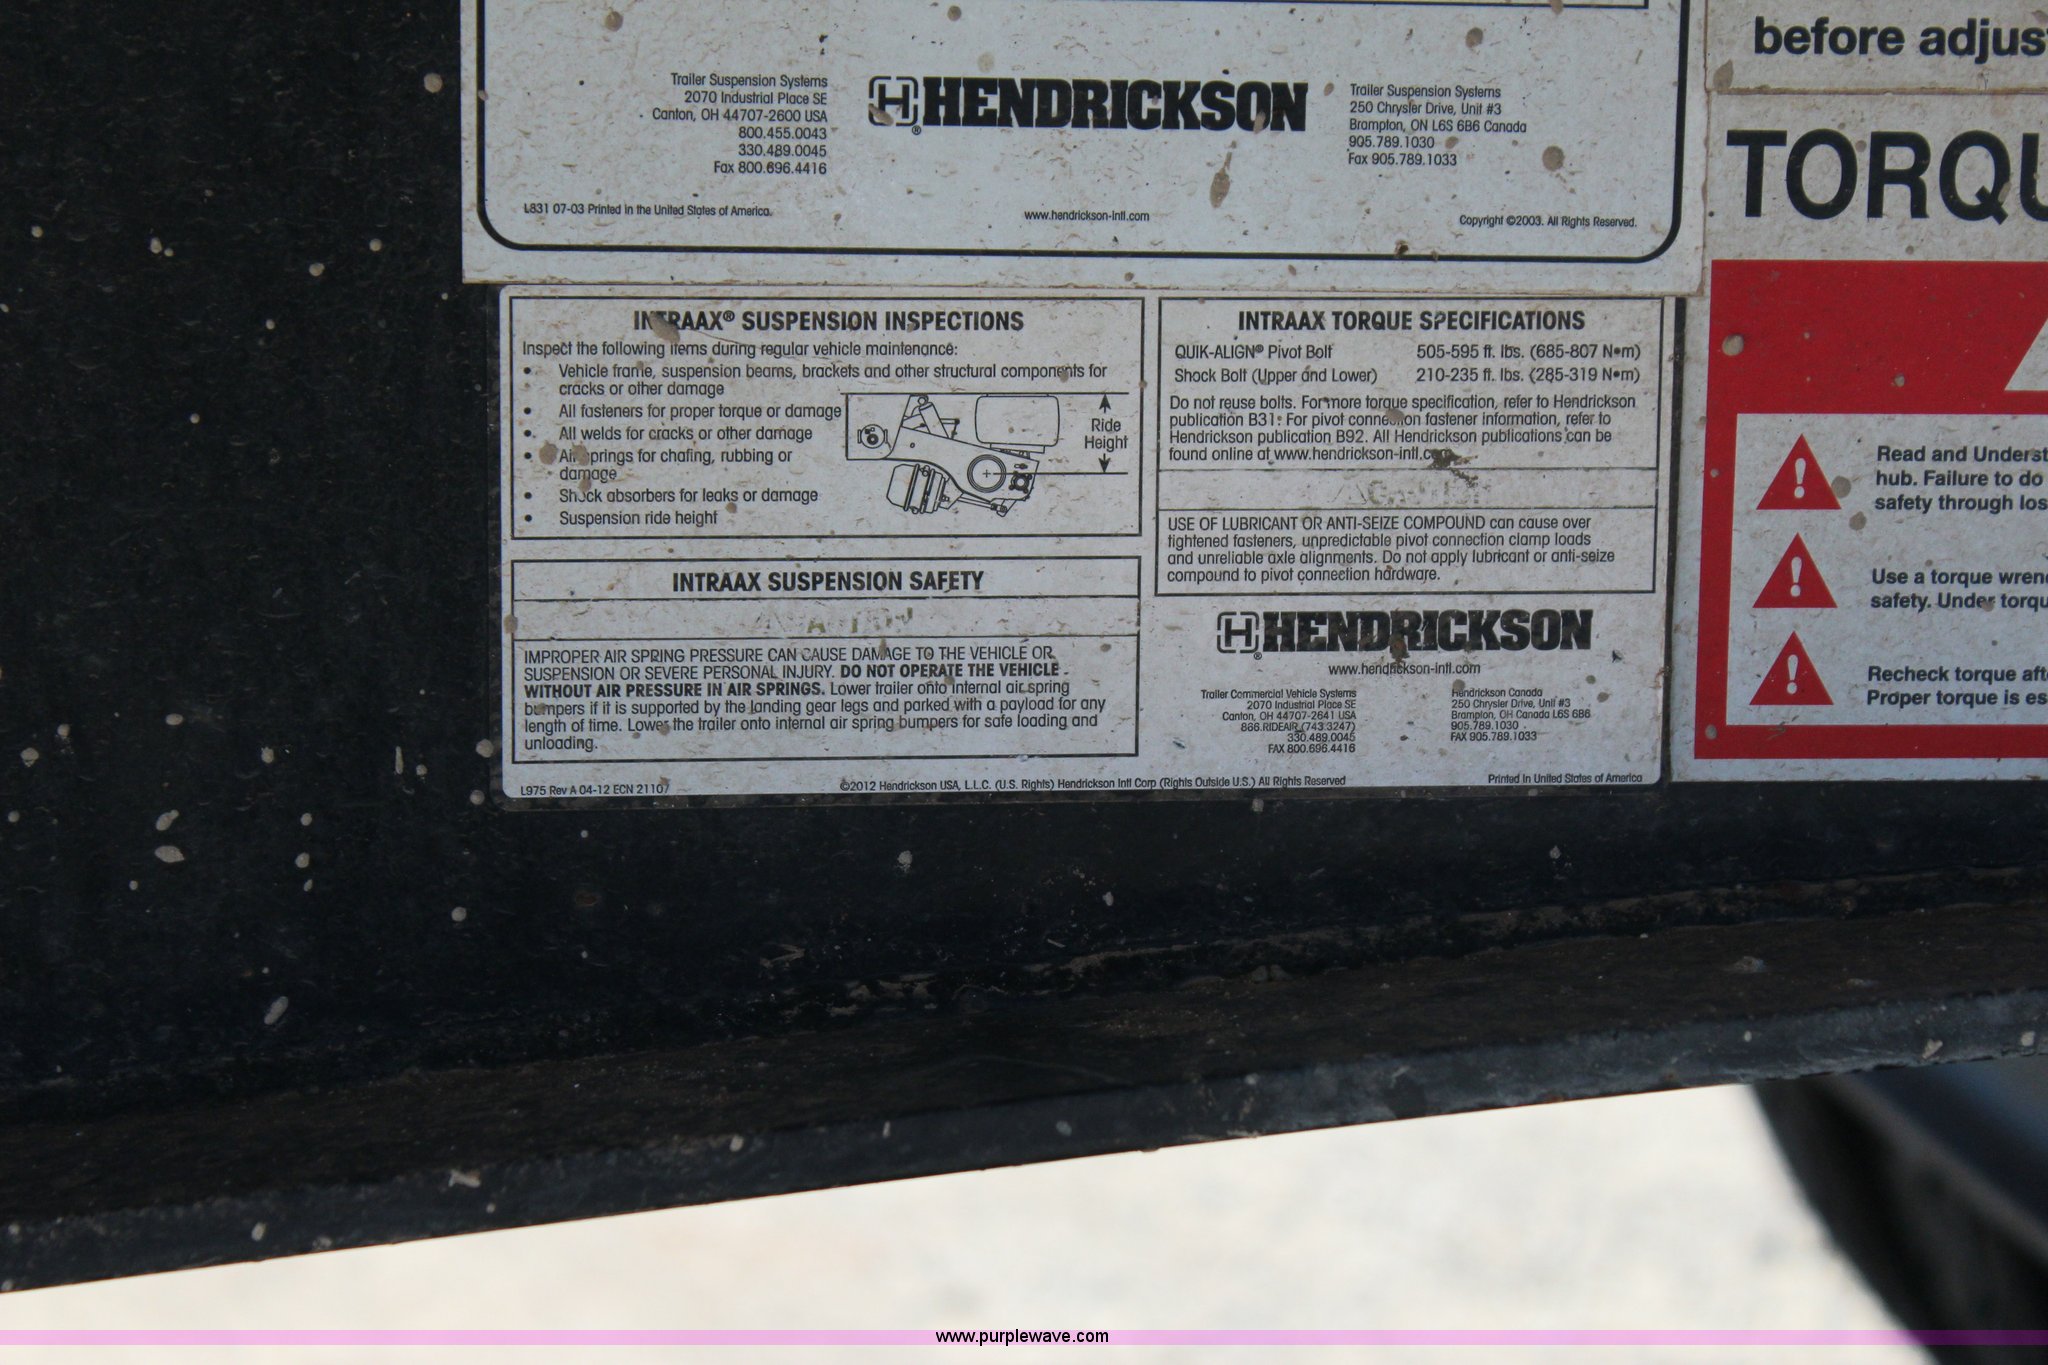 Trailer Suspension Systems
2070 Industrial Place SE
Canton, OH 44707-2600 USA
800.455.0043
330.489.0045
Fax 800.696.4416
H HENDRICKSON®
Trailer Suspension Systems
250 Chrysler Drive, Unit #3
Brampton, ON L6S 6B6 Canada
905.789.1030
Fax 905.789.1033
L831 07-03 Printed in the United States of America.
www.hendrickson-intl.com
Copyright ©2003. All Rights Reserved.
INTRAAX® SUSPENSION INSPECTIONS
Inspect the following items during regular vehicle maintenance:
• Vehicle frame, suspension beams, brackets and other structural components for
cracks or other damage
• All fasteners for proper torque or damage
• All welds for cracks or other damage
• Air springs for chafing, rubbing or
damage
• Shock absorbers for leaks or damage
• Suspension ride height
Ride
Height
INTRAAX SUSPENSION SAFETY
IMPROPER AIR SPRING PRESSURE CAN CAUSE DAMAGE TO THE VEHICLE OR
SUSPENSION OR SEVERE PERSONAL INJURY. DO NOT OPERATE THE VEHICLE
WITHOUT AIR PRESSURE IN AIR SPRINGS. Lower trailer onto internal air spring
bumpers if it is supported by the landing gear legs and parked with a payload for any
length of time. Lower the trailer onto internal air spring bumpers for safe loading and
unloading.
INTRAAX TORQUE SPECIFICATIONS
QUIK-ALIGN® Pivot Bolt 505-595 ft. lbs. (685-807 N•m)
Shock Bolt (Upper and Lower) 210-235 ft. lbs. (285-319 N•m)
Do not reuse bolts. For more torque specification, refer to Hendrickson
publication B31. For pivot connection fastener information, refer to
Hendrickson publication B92. All Hendrickson publications can be
found online at www.hendrickson-intl.com
USE OF LUBRICANT OR ANTI-SEIZE COMPOUND can cause over
tightened fasteners, unpredictable pivot connection clamp loads
and unreliable axle alignments. Do not apply lubricant or anti-seize
compound to pivot connection hardware.
H HENDRICKSON®
www.hendrickson-intl.com
Trailer Commercial Vehicle Systems
2070 Industrial Place SE
Canton, OH 44707-2641 USA
866.RIDEAIR (743.3247)
330.489.0045
FAX 800.696.4416
Hendrickson Canada
250 Chrysler Drive, Unit #3
Brampton, OH Canada L6S 6B6
905.789.1030
FAX 905.789.1033
L975 Rev A 04-12 ECN 21107
©2012 Hendrickson USA, L.L.C. (U.S. Rights) Hendrickson Intl Corp (Rights Outside U.S.) All Rights Reserved
Printed in United States of America
before adjus
TORQU
Read and Underst
hub. Failure to do
safety through los
Use a torque wren
safety. Under torqu
Recheck torque aft
Proper torque is es
www.purplewave.com